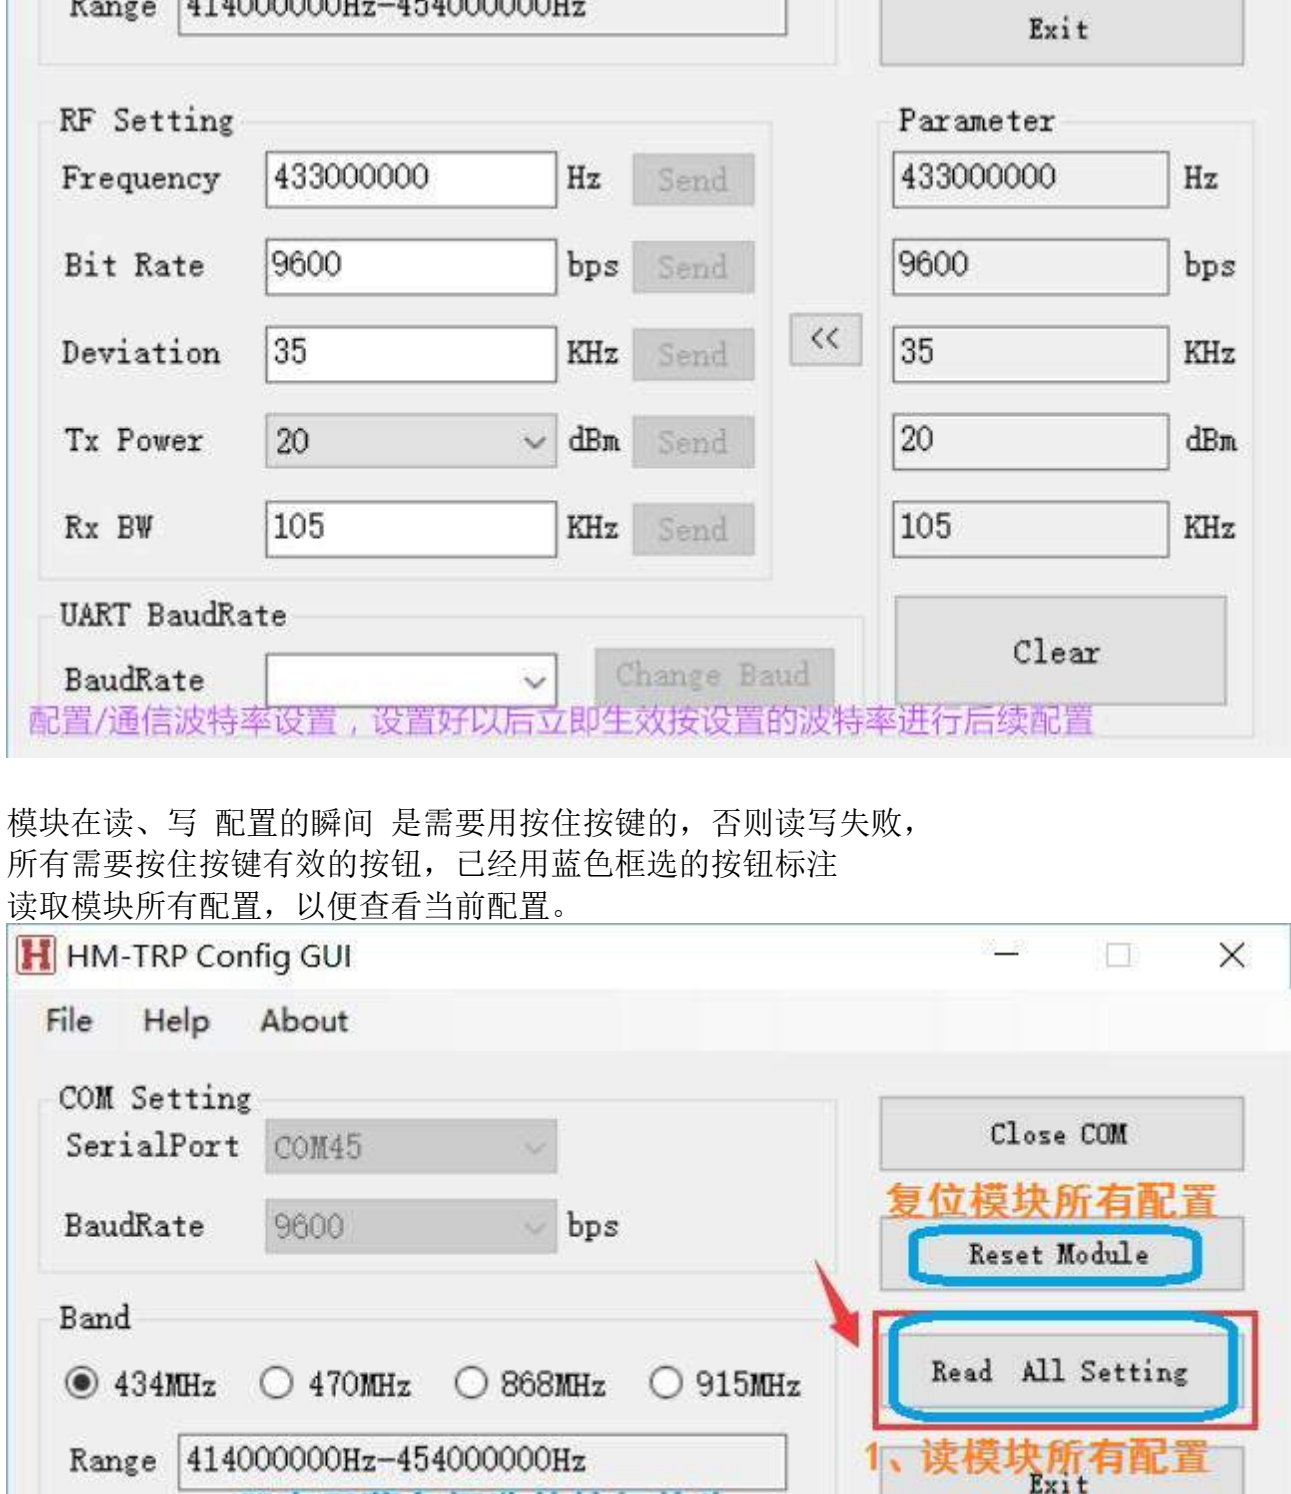 Range 414000000Hz-454000000Hz
Exit
RF Setting
Parameter
Frequency 433000000 Hz Send 433000000 Hz
Bit Rate 9600 bps Send 9600 bps
Deviation 35 KHz Send << 35 KHz
Tx Power 20 dBm Send 20 dBm
Rx BW 105 KHz Send 105 KHz
UART BaudRate
BaudRate Change Baud Clear
配置/通信波特率设置，设置好以后立即生效按设置的波特率进行后续配置
模块在读、写 配置的瞬间 是需要用按住按键的，否则读写失败，
所有需要按住按键有效的按钮，已经用蓝色框选的按钮标注
读取模块所有配置，以便查看当前配置。
H HM-TRP Config GUI
File Help About
COM Setting
SerialPort COM45 Close COM
复位模块所有配置
BaudRate 9600 bps Reset Module
Band
434MHz 470MHz 868MHz 915MHz Read All Setting
Range 414000000Hz-454000000Hz
1、读模块所有配置
Exit